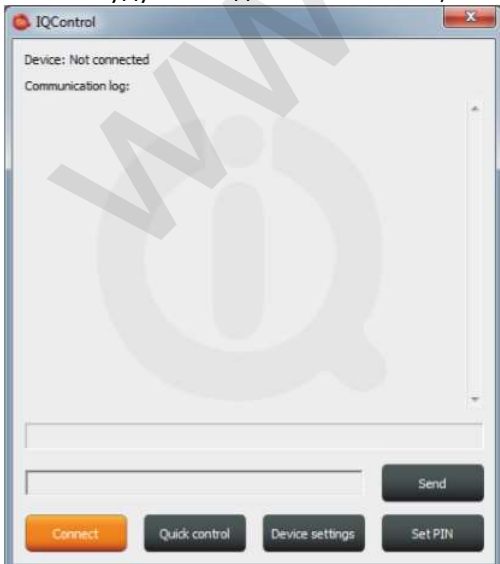 IQControl
Device: Not connected
Communication log:
Send
Connect Quick control Device settings Set PIN